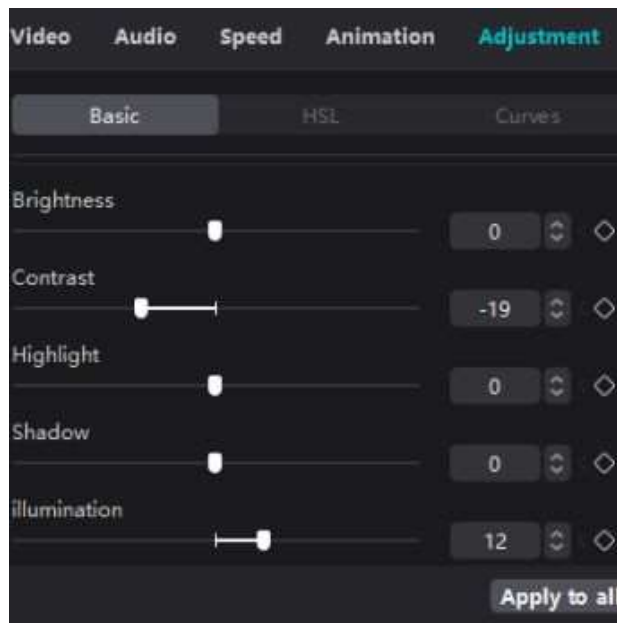 Video Audio Speed Animation Adjustment
Basic HSL Curves
Brightness
0
Contrast
-19
Highlight
0
Shadow
0
illumination
12
Apply to all